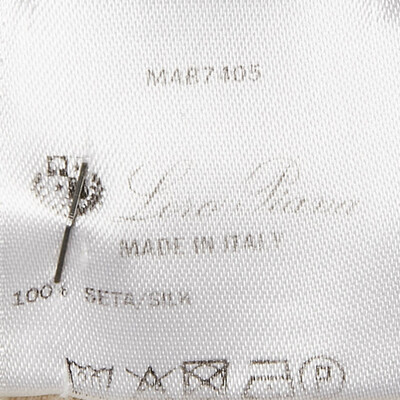 MAB7405
Loro Piana
MADE IN ITALY
100% SETA/SILK